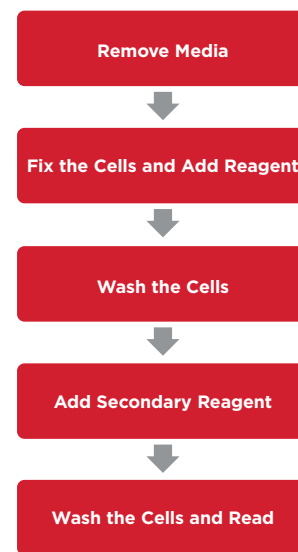 Remove Media
Fix the Cells and Add Reagent
Wash the Cells
Add Secondary Reagent
Wash the Cells and Read